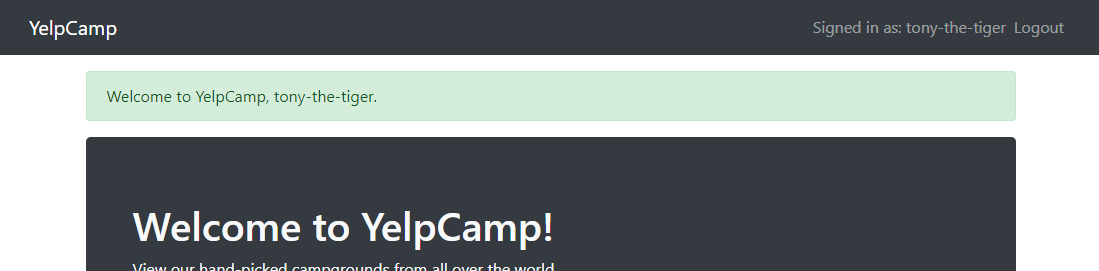 YelpCamp Signed in as: tony-the-tiger Logout
Welcome to YelpCamp, tony-the-tiger.
Welcome to YelpCamp!
View our hand-picked campgrounds from all over the world